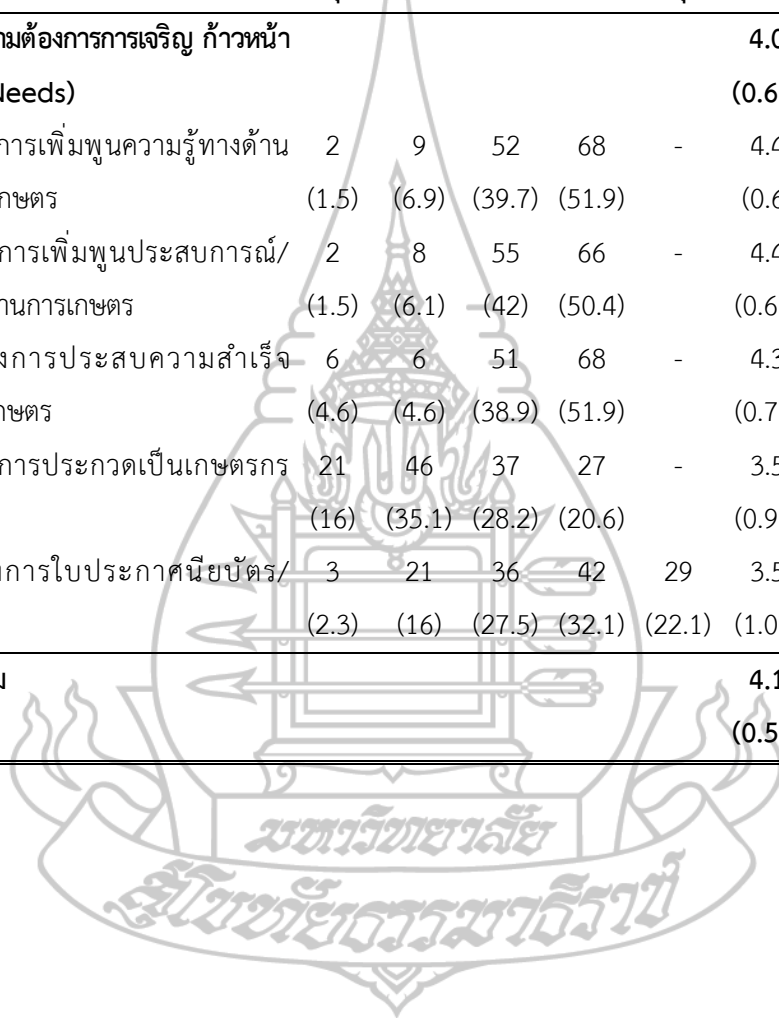 ามต้องการการเจริญ ก้าวหน้า 4.0
Needs) (0.6
การเพิ่มพูนความรู้ทางด้าน 2 9 52 68 - 4.4
กษตร (1.5) (6.9) (39.7) (51.9) (0.6
การเพิ่มพูนประสบการณ์/ 2 8 55 66 - 4.4
านการเกษตร (1.5) (6.1) (42) (50.4) (0.6
งการประสบความสำเร็จ 6 6 51 68 - 4.3
กษตร (4.6) (4.6) (38.9) (51.9) (0.7
การประกวดเป็นเกษตรกร 21 46 37 27 - 3.5
(16) (35.1) (28.2) (20.6) (0.9
งการใบประกาศนียบัตร/ 3 21 36 42 29 3.5
(2.3) (16) (27.5) (32.1) (22.1) (1.0
ม 4.1
(0.5
มหาวิทยาลัย
สุโขทัยธรรมาธิราช